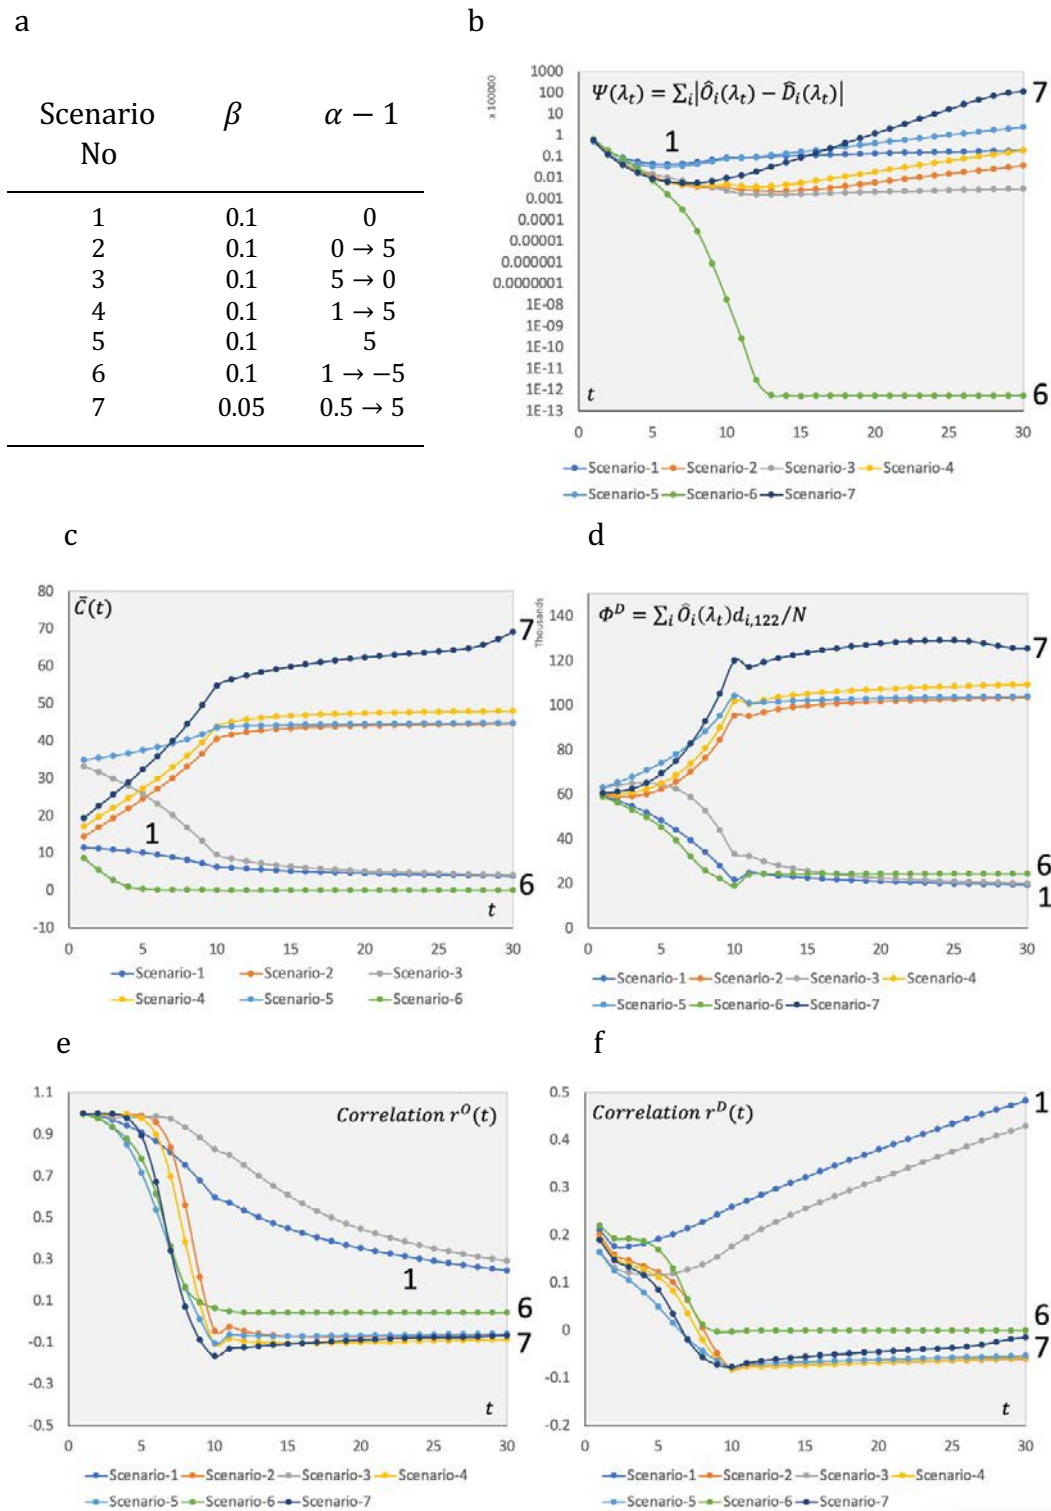 a
Scenario No β α − 1
1 0.1 0
2 0.1 0 → 5
3 0.1 5 → 0
4 0.1 1 → 5
5 0.1 5
6 0.1 1 → −5
7 0.05 0.5 → 5
b
x 100000
Ψ(λₜ) = ∑ᵢ|Ôᵢ(λₜ) − D̂ᵢ(λₜ)|
1000
100
10
1
0.1
0.01
0.001
0.0001
0.00001
0.000001
0.0000001
1E-08
1E-09
1E-10
1E-11
1E-12
1E-13
1
7
6
t
0 5 10 15 20 25 30
Scenario-1 Scenario-2 Scenario-3 Scenario-4
Scenario-5 Scenario-6 Scenario-7
c
C̄(t)
80
70
60
50
40
30
20
10
0
-10
7
1
6
t
0 5 10 15 20 25 30
Scenario-1 Scenario-2 Scenario-3
Scenario-4 Scenario-5 Scenario-6
d
Thousands
Φᴰ = ∑ᵢ Ôᵢ(λₜ)dᵢ,₁₂₂/N
140
120
100
80
60
40
20
0
7
6
1
0 5 10 15 20 25 30
Scenario-1 Scenario-2 Scenario-3 Scenario-4
Scenario-5 Scenario-6 Scenario-7
e
Correlation rᴼ(t)
1.1
0.9
0.7
0.5
0.3
0.1
-0.1
-0.3
-0.5
1
6
7
t
0 5 10 15 20 25 30
Scenario-1 Scenario-2 Scenario-3 Scenario-4
Scenario-5 Scenario-6 Scenario-7
f
Correlation rᴰ(t)
0.5
0.4
0.3
0.2
0.1
0
-0.1
-0.2
1
6
7
t
0 5 10 15 20 25 30
Scenario-1 Scenario-2 Scenario-3 Scenario-4
Scenario-5 Scenario-6 Scenario-7